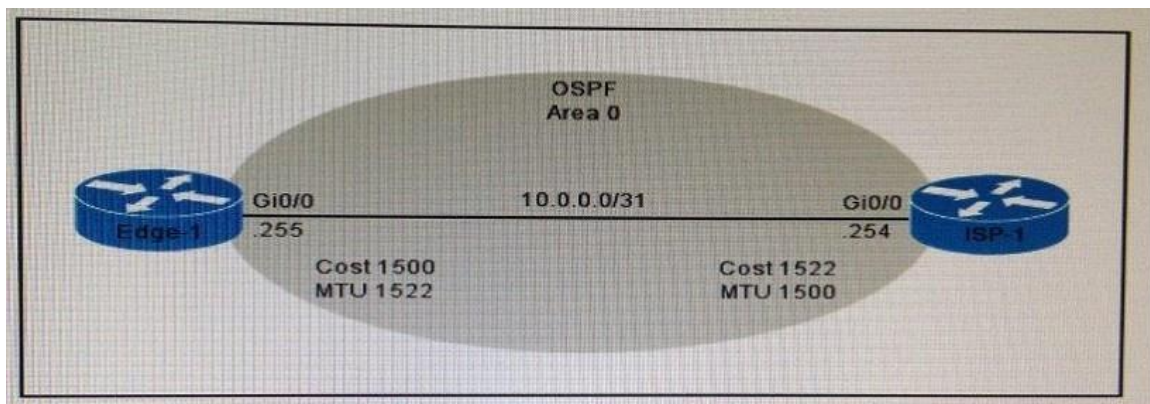 OSPF
Area 0
Gi0/0
10.0.0.0/31
Gi0/0
Edge-1
.255
.254
ISP-1
Cost 1500
MTU 1522
Cost 1522
MTU 1500